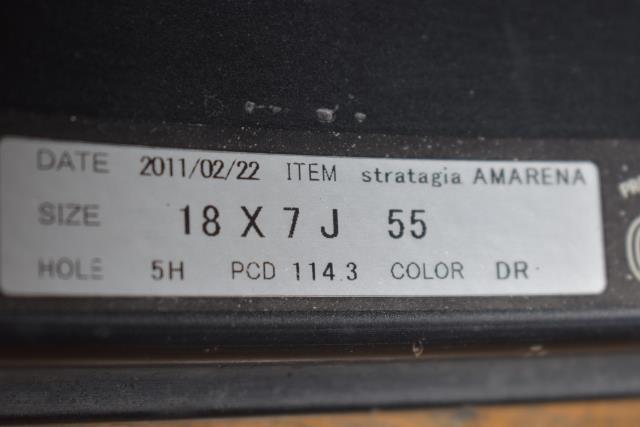 DATE 2011/02/22 ITEM stratagia AMARENA
SIZE 18 X 7 J 55
HOLE 5H PCD 114.3 COLOR DR